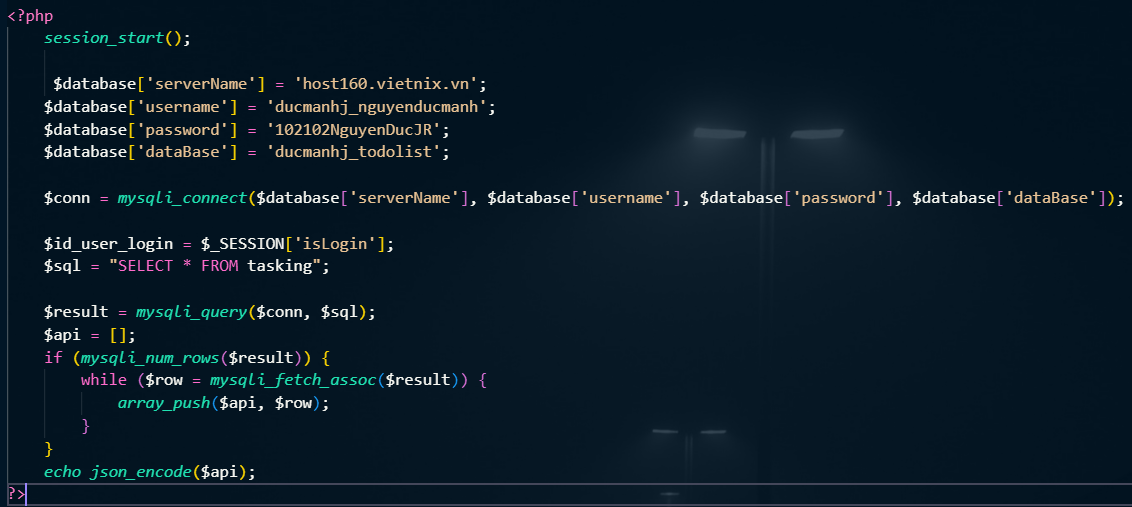 <?php
session_start();
$database['serverName'] = 'host160.vietnix.vn';
$database['username'] = 'ducmanhj_nguyenducmanh';
$database['password'] = '102102NguyenDucJR';
$database['dataBase'] = 'ducmanhj_todolist';
$conn = mysqli_connect($database['serverName'], $database['username'], $database['password'], $database['dataBase']);
$id_user_login = $_SESSION['isLogin'];
$sql = "SELECT * FROM tasking";
$result = mysqli_query($conn, $sql);
$api = [];
if (mysqli_num_rows($result)) {
while ($row = mysqli_fetch_assoc($result)) {
array_push($api, $row);
}
}
echo json_encode($api);
?>